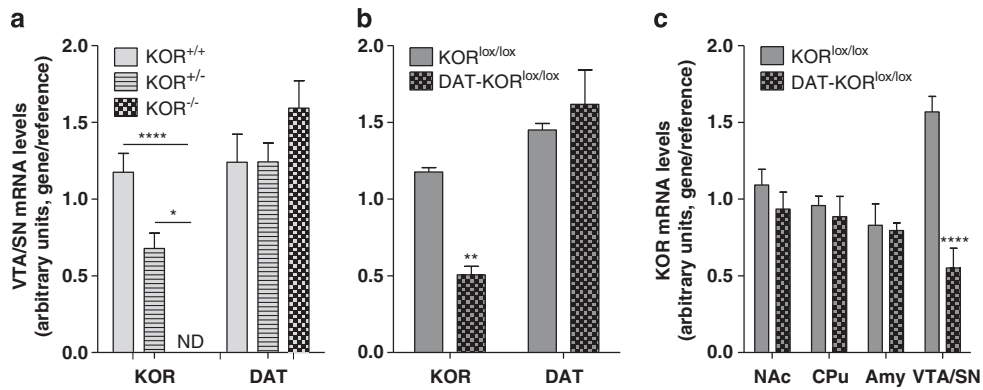 a
VTA/SN mRNA levels
(arbitrary units, gene/reference)
2.0
1.5
1.0
0.5
0.0
KOR+/+
KOR+/-
KOR-/-
****
*
ND
KOR DAT
b
2.0
1.5
1.0
0.5
0.0
KORlox/lox
DAT-KORlox/lox
**
KOR DAT
c
KOR mRNA levels
(arbitrary units, gene/reference)
2.0
1.5
1.0
0.5
0.0
KORlox/lox
DAT-KORlox/lox
****
NAc CPu Amy VTA/SN